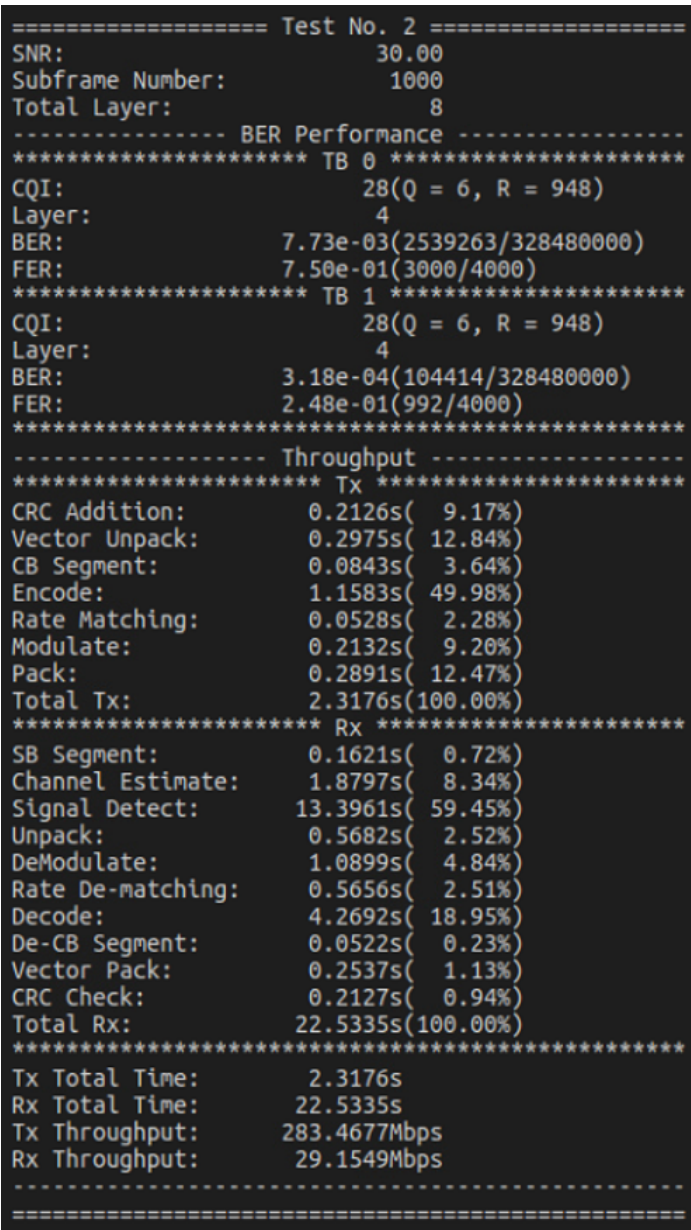 =================== Test No. 2 ===================
SNR:                       30.00
Subframe Number:            1000
Total Layer:                   8
---------------- BER Performance -----------------
********************** TB 0 **********************
CQI:                      28(Q = 6, R = 948)
Layer:                     4
BER:                7.73e-03(2539263/328480000)
FER:                7.50e-01(3000/4000)
********************** TB 1 **********************
CQI:                      28(Q = 6, R = 948)
Layer:                     4
BER:                3.18e-04(104414/328480000)
FER:                2.48e-01(992/4000)
**************************************************
------------------- Throughput -------------------
*********************** Tx ***********************
CRC Addition:         0.2126s(  9.17%)
Vector Unpack:        0.2975s( 12.84%)
CB Segment:           0.0843s(  3.64%)
Encode:               1.1583s( 49.98%)
Rate Matching:        0.0528s(  2.28%)
Modulate:             0.2132s(  9.20%)
Pack:                 0.2891s( 12.47%)
Total Tx:             2.3176s(100.00%)
*********************** Rx ***********************
SB Segment:           0.1621s(  0.72%)
Channel Estimate:     1.8797s(  8.34%)
Signal Detect:       13.3961s( 59.45%)
Unpack:               0.5682s(  2.52%)
DeModulate:           1.0899s(  4.84%)
Rate De-matching:     0.5656s(  2.51%)
Decode:               4.2692s( 18.95%)
De-CB Segment:        0.0522s(  0.23%)
Vector Pack:          0.2537s(  1.13%)
CRC Check:            0.2127s(  0.94%)
Total Rx:            22.5335s(100.00%)
**************************************************
Tx Total Time:        2.3176s
Rx Total Time:       22.5335s
Tx Throughput:      283.4677Mbps
Rx Throughput:       29.1549Mbps
--------------------------------------------------
==================================================